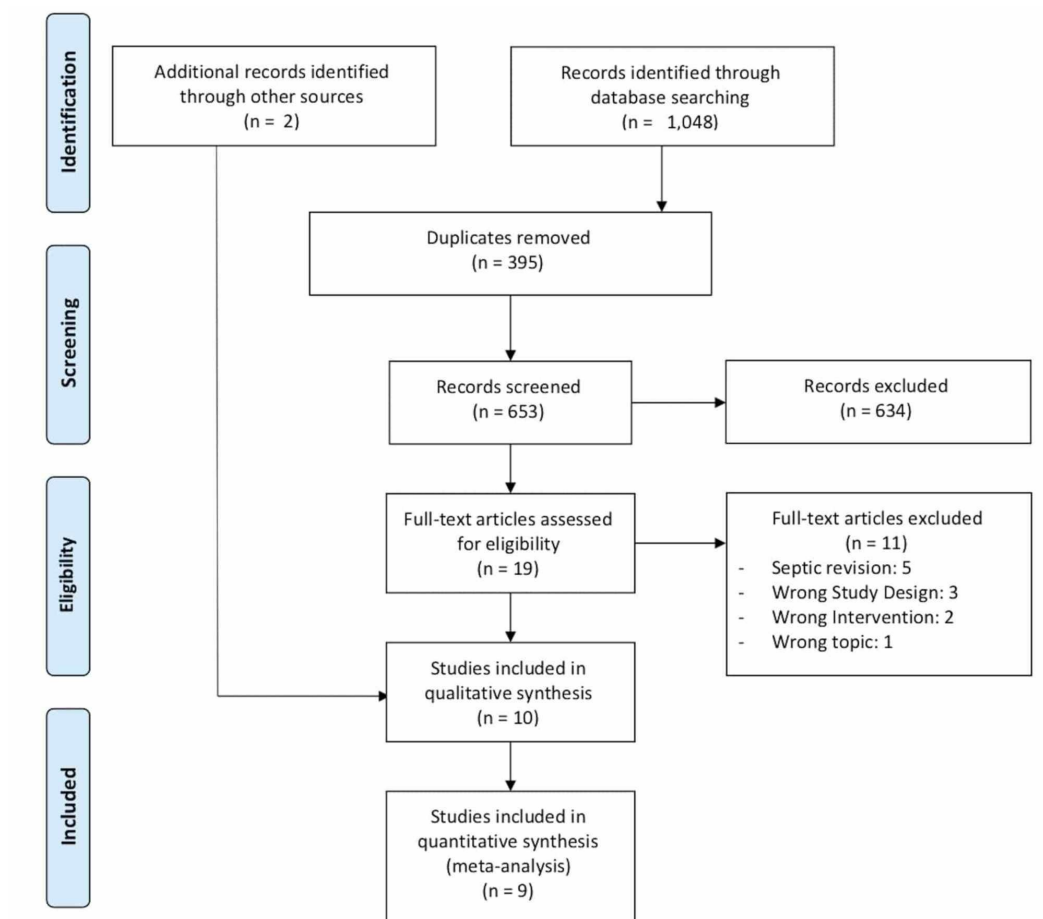 Identification
Additional records identified
through other sources
(n = 2)
Records identified through
database searching
(n = 1,048)
Duplicates removed
(n = 395)
Screening
Records screened
(n = 653)
Records excluded
(n = 634)
Eligibility
Full-text articles assessed
for eligibility
(n = 19)
Full-text articles excluded
(n = 11)
- Septic revision: 5
- Wrong Study Design: 3
- Wrong Intervention: 2
- Wrong topic: 1
Studies included in
qualitative synthesis
(n = 10)
Included
Studies included in
quantitative synthesis
(meta-analysis)
(n = 9)